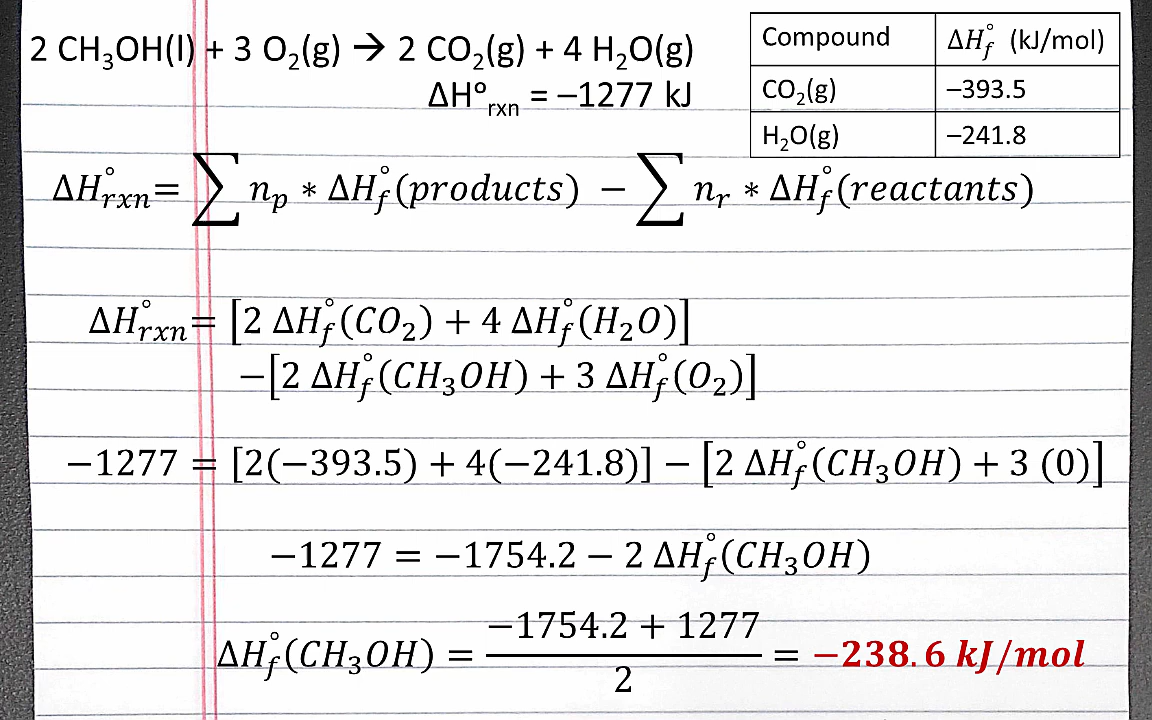 2 CH₃OH(l) + 3 O₂(g) → 2 CO₂(g) + 4 H₂O(g)
ΔH°rxn = –1277 kJ
Compound ΔH°f (kJ/mol)
CO₂(g) –393.5
H₂O(g) –241.8
ΔH°rxn = ∑ nₚ ∗ ΔH°f(products) − ∑ nᵣ ∗ ΔH°f(reactants)
ΔH°rxn = [2 ΔH°f(CO₂) + 4 ΔH°f(H₂O)]
−[2 ΔH°f(CH₃OH) + 3 ΔH°f(O₂)]
−1277 = [2(−393.5) + 4(−241.8)] − [2 ΔH°f(CH₃OH) + 3 (0)]
−1277 = −1754.2 − 2 ΔH°f(CH₃OH)
ΔH°f(CH₃OH) = (−1754.2 + 1277)/2 = −238.6 kJ/mol